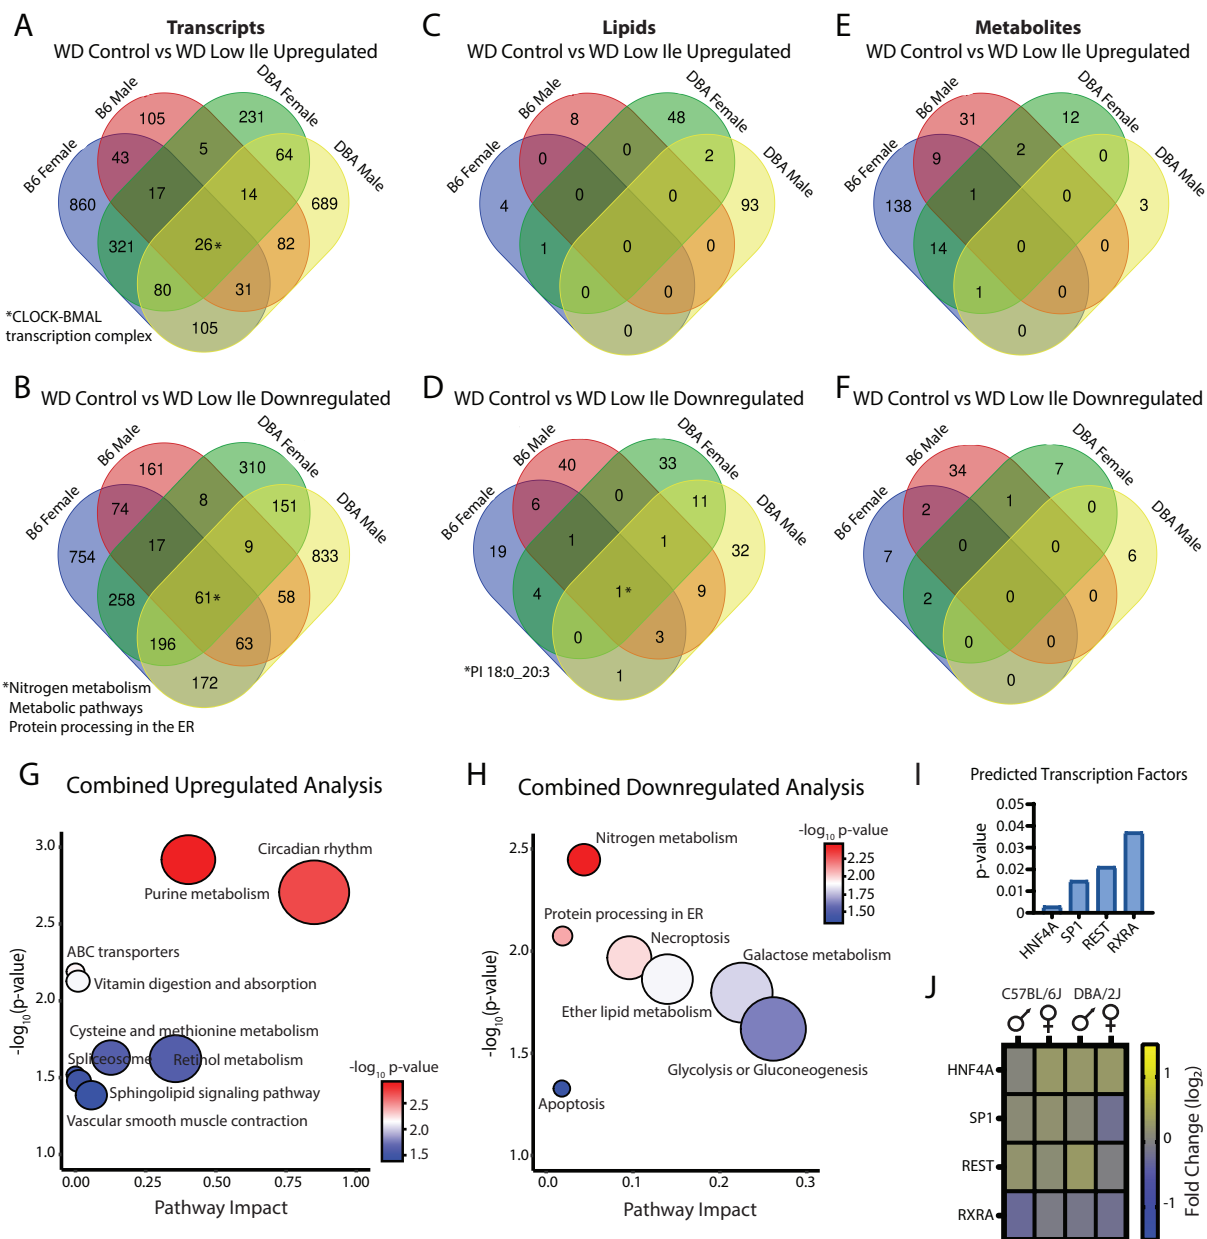 A
Transcripts
WD Control vs WD Low Ile Upregulated
B6 Female
B6 Male
DBA Female
DBA Male
105
231
43
5
64
860
17
14
689
321
26*
82
80
31
105
*CLOCK-BMAL
transcription complex
C
Lipids
WD Control vs WD Low Ile Upregulated
B6 Female
B6 Male
DBA Female
DBA Male
8
48
0
0
2
4
0
0
93
1
0
0
0
0
0
E
Metabolites
WD Control vs WD Low Ile Upregulated
B6 Female
B6 Male
DBA Female
DBA Male
31
12
9
2
0
138
1
0
3
14
0
0
1
0
0
B
WD Control vs WD Low Ile Downregulated
B6 Female
B6 Male
DBA Female
DBA Male
161
310
74
8
151
754
17
9
833
258
61*
58
196
63
172
*Nitrogen metabolism
Metabolic pathways
Protein processing in the ER
D
WD Control vs WD Low Ile Downregulated
B6 Female
B6 Male
DBA Female
DBA Male
40
33
6
0
11
19
1
1
32
4
1*
9
0
3
1
*PI 18:0_20:3
F
WD Control vs WD Low Ile Downregulated
B6 Female
B6 Male
DBA Female
DBA Male
34
7
2
1
0
7
0
0
6
2
0
0
0
0
0
G
Combined Upregulated Analysis
-log10(p-value)
3.0
2.5
2.0
1.5
1.0
Circadian rhythm
Purine metabolism
ABC transporters
Vitamin digestion and absorption
Cysteine and methionine metabolism
Spliceosome
Retinol metabolism
Sphingolipid signaling pathway
Vascular smooth muscle contraction
-log10 p-value
2.5
2.0
1.5
0.00
0.25
0.50
0.75
1.00
Pathway Impact
H
Combined Downregulated Analysis
-log10(p-value)
2.5
2.0
1.5
1.0
Nitrogen metabolism
Protein processing in ER
Necroptosis
Galactose metabolism
Ether lipid metabolism
Glycolysis or Gluconeogenesis
Apoptosis
-log10 p-value
2.25
2.00
1.75
1.50
0.0
0.1
0.2
0.3
Pathway Impact
I
Predicted Transcription Factors
p-value
0.05
0.04
0.03
0.02
0.01
0
HNF4A
SP1
REST
RXRA
J
C57BL/6J
DBA/2J
♂ ♀ ♂ ♀
HNF4A
SP1
REST
RXRA
1
0
-1
Fold Change (log2)